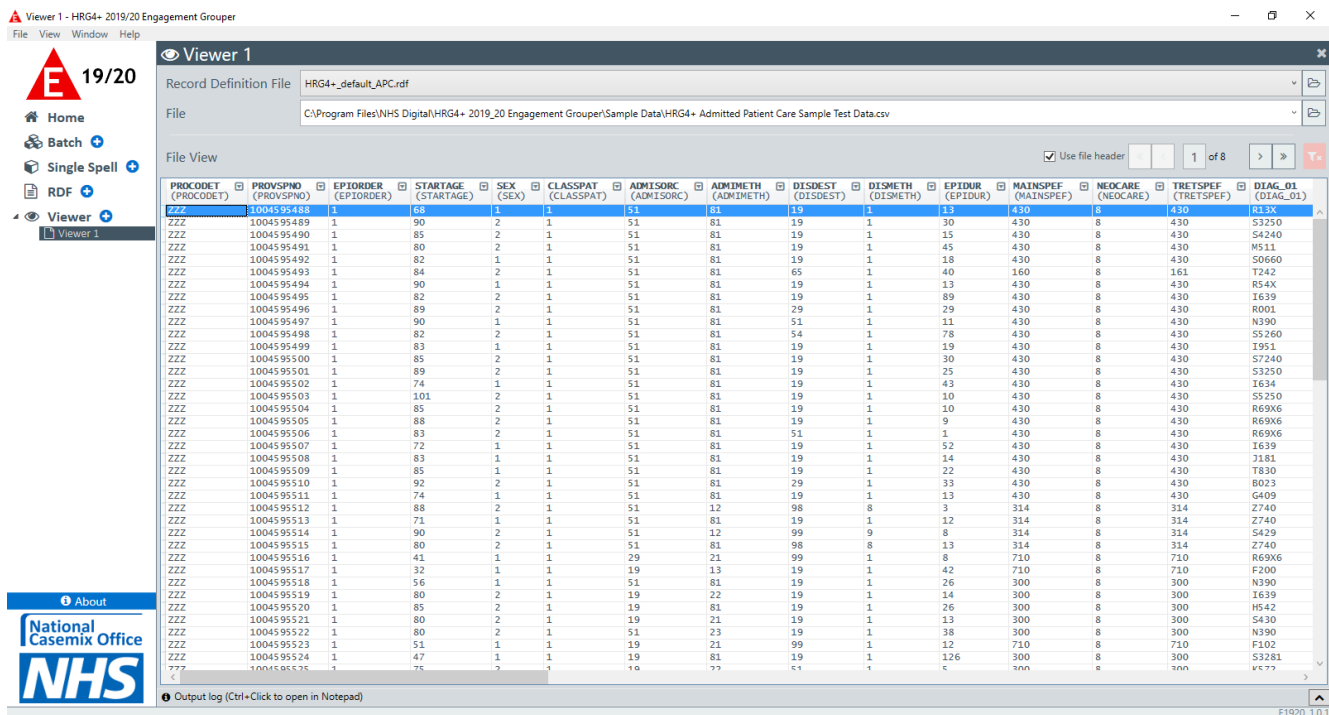 Viewer 1 - HRG4+ 2019/20 Engagement Grouper
File View Window Help
E 19/20
Home
Batch
Single Spell
RDF
Viewer
Viewer 1
About
National
Casemix Office
NHS
Viewer 1
Record Definition File HRG4+_default_APC.rdf
File C:\Program Files\NHS Digital\HRG4+ 2019_20 Engagement Grouper\Sample Data\HRG4+ Admitted Patient Care Sample Test Data.csv
File View Use file header 1 of 8
PROCODET PROVSPNO EPIORDER STARTAGE SEX CLASSPAT ADMISORC ADMIMETH DISDEST DISMETH EPIDUR MAINSPEF NEOCARE TRETSPEF DIAG_01
(PROCODET) (PROVSPNO) (EPIORDER) (STARTAGE) (SEX) (CLASSPAT) (ADMISORC) (ADMIMETH) (DISDEST) (DISMETH) (EPIDUR) (MAINSPEF) (NEOCARE) (TRETSPEF) (DIAG_01)
ZZZ 1004595488 1 68 1 1 51 81 19 1 13 430 8 430 R13X
ZZZ 1004595489 1 90 2 1 51 81 19 1 30 430 8 430 S3250
ZZZ 1004595490 1 85 2 1 51 81 19 1 15 430 8 430 S4240
ZZZ 1004595491 1 80 2 1 51 81 19 1 45 430 8 430 M511
ZZZ 1004595492 1 82 1 1 51 81 19 1 18 430 8 430 S0660
ZZZ 1004595493 1 84 2 1 51 81 65 1 40 160 8 161 T242
ZZZ 1004595494 1 90 1 1 51 81 19 1 13 430 8 430 R54X
ZZZ 1004595495 1 82 2 1 51 81 19 1 89 430 8 430 I639
ZZZ 1004595496 1 89 2 1 51 81 29 1 29 430 8 430 R001
ZZZ 1004595497 1 90 1 1 51 81 51 1 11 430 8 430 N390
ZZZ 1004595498 1 82 2 1 51 81 54 1 78 430 8 430 S5260
ZZZ 1004595499 1 83 1 1 51 81 19 1 19 430 8 430 I951
ZZZ 1004595500 1 85 2 1 51 81 19 1 30 430 8 430 S7240
ZZZ 1004595501 1 89 2 1 51 81 19 1 25 430 8 430 S3250
ZZZ 1004595502 1 74 1 1 51 81 19 1 43 430 8 430 I634
ZZZ 1004595503 1 101 2 1 51 81 19 1 10 430 8 430 S5250
ZZZ 1004595504 1 85 2 1 51 81 19 1 10 430 8 430 R69X6
ZZZ 1004595505 1 88 2 1 51 81 19 1 9 430 8 430 R69X6
ZZZ 1004595506 1 83 2 1 51 81 51 1 1 430 8 430 R69X6
ZZZ 1004595507 1 72 1 1 51 81 19 1 52 430 8 430 I639
ZZZ 1004595508 1 83 1 1 51 81 19 1 14 430 8 430 J181
ZZZ 1004595509 1 85 1 1 51 81 19 1 22 430 8 430 T830
ZZZ 1004595510 1 92 2 1 51 81 29 1 33 430 8 430 B023
ZZZ 1004595511 1 74 1 1 51 81 19 1 13 430 8 430 G409
ZZZ 1004595512 1 88 2 1 51 12 98 8 3 314 8 314 Z740
ZZZ 1004595513 1 71 1 1 51 81 19 1 12 314 8 314 Z740
ZZZ 1004595514 1 90 2 1 51 12 99 9 8 314 8 314 S429
ZZZ 1004595515 1 80 2 1 51 81 98 8 13 314 8 314 Z740
ZZZ 1004595516 1 41 1 1 29 21 99 1 8 710 8 710 R69X6
ZZZ 1004595517 1 32 1 1 19 13 19 1 42 710 8 710 F200
ZZZ 1004595518 1 56 1 1 51 81 19 1 26 300 8 300 N390
ZZZ 1004595519 1 80 2 1 19 22 19 1 14 300 8 300 I639
ZZZ 1004595520 1 85 2 1 19 81 19 1 26 300 8 300 H542
ZZZ 1004595521 1 80 2 1 19 21 19 1 13 300 8 300 S430
ZZZ 1004595522 1 80 2 1 51 23 19 1 38 300 8 300 N390
ZZZ 1004595523 1 51 1 1 19 21 99 1 12 710 8 710 F102
ZZZ 1004595524 1 47 1 1 19 81 19 1 126 300 8 300 S3281
ZZZ 1004595525 1 75 2 1 19 22 51 1 5 300 8 300 K572
Output log (Ctrl+Click to open in Notepad)
E1920_1.0.1